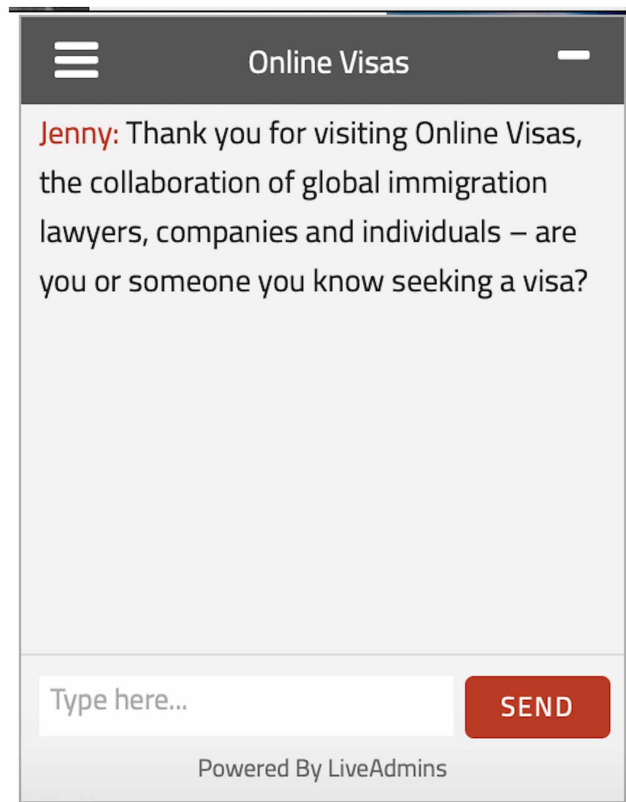 Online Visas
Jenny: Thank you for visiting Online Visas,
the collaboration of global immigration
lawyers, companies and individuals – are
you or someone you know seeking a visa?
Type here...
SEND
Powered By LiveAdmins